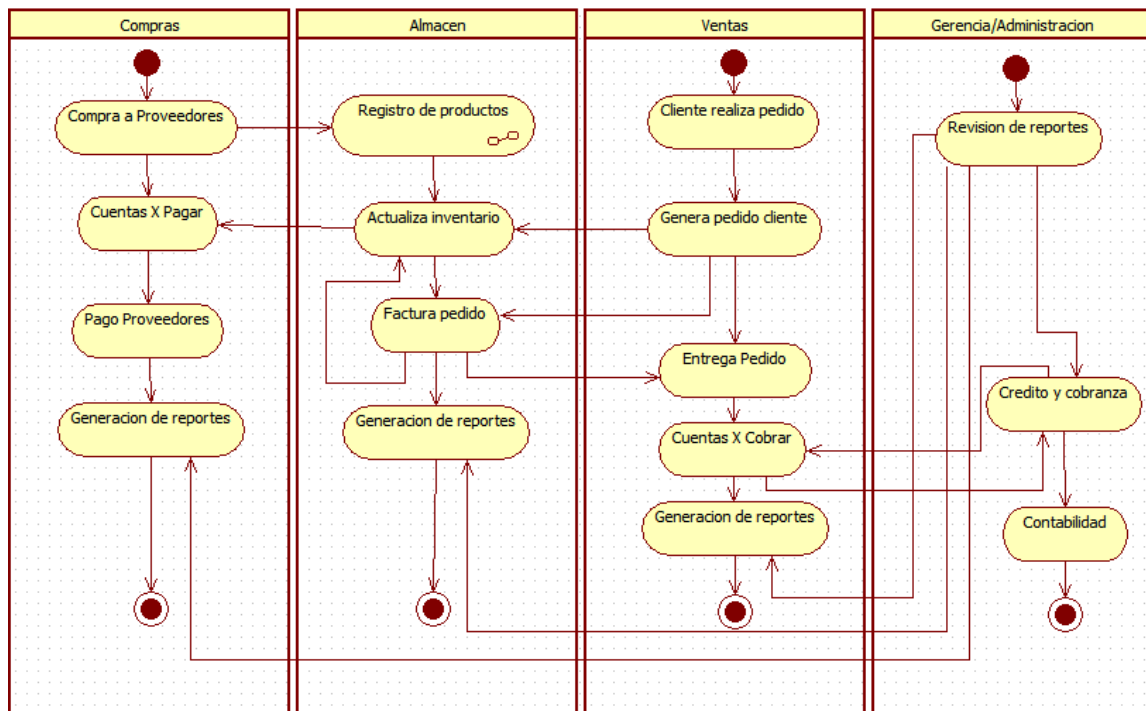 Compras
Almacen
Ventas
Gerencia/Administracion
Compra a Proveedores
Cuentas X Pagar
Pago Proveedores
Generacion de reportes
Registro de productos
Actualiza inventario
Factura pedido
Generacion de reportes
Cliente realiza pedido
Genera pedido cliente
Entrega Pedido
Cuentas X Cobrar
Generacion de reportes
Revision de reportes
Credito y cobranza
Contabilidad